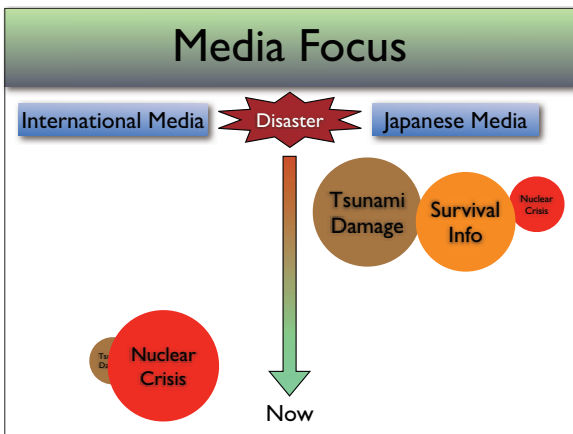 Media Focus
International Media
Disaster
Japanese Media
Tsunami
Damage
Survival
Info
Nuclear
Crisis
Nuclear
Crisis
Now